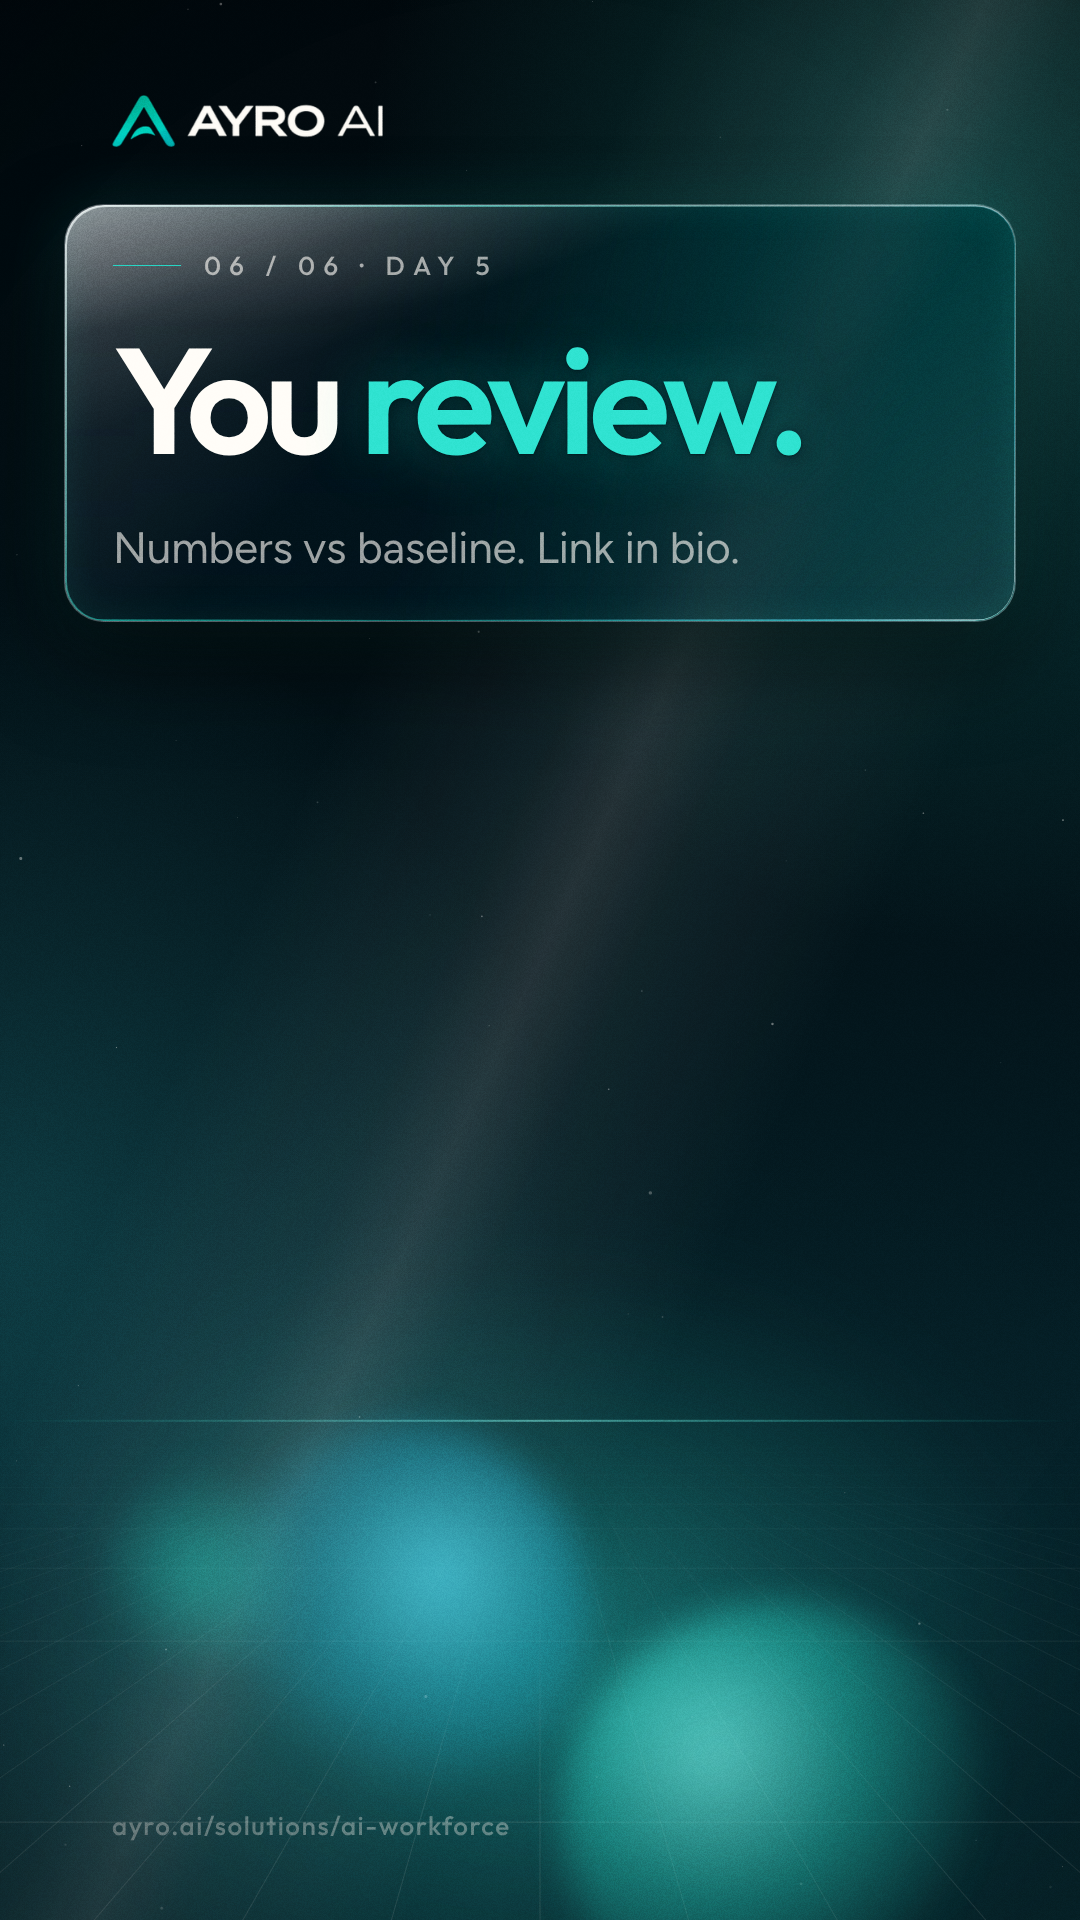 AYRO AI
06 / 06 · DAY 5
You review.
Numbers vs baseline. Link in bio.
ayro.ai/solutions/ai-workforce